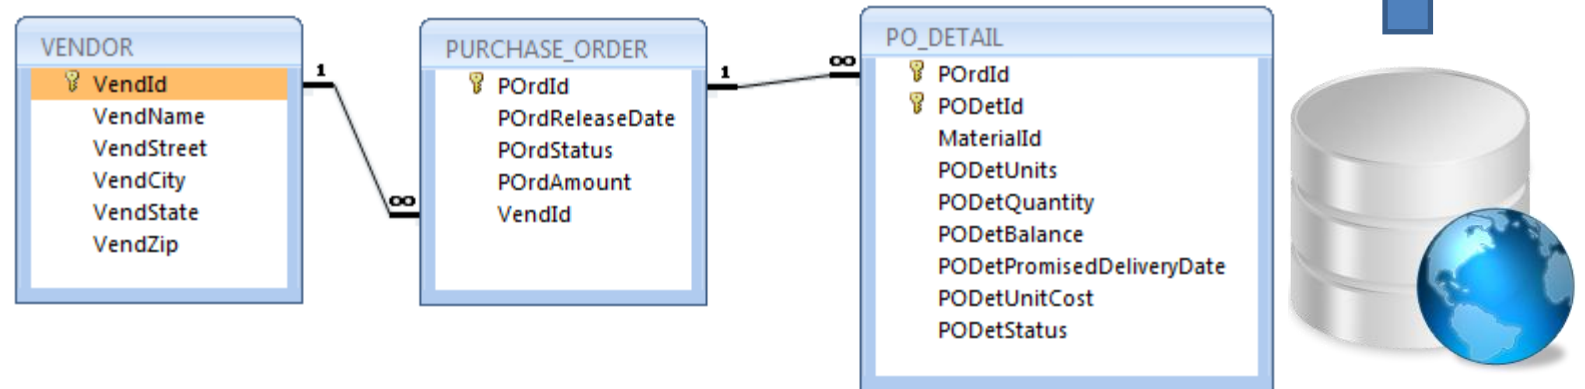 VENDOR
VendId
VendName
VendStreet
VendCity
VendState
VendZip
1
∞
PURCHASE_ORDER
POrdId
POrdReleaseDate
POrdStatus
POrdAmount
VendId
1
∞
PO_DETAIL
POrdId
PODetId
MaterialId
PODetUnits
PODetQuantity
PODetBalance
PODetPromisedDeliveryDate
PODetUnitCost
PODetStatus